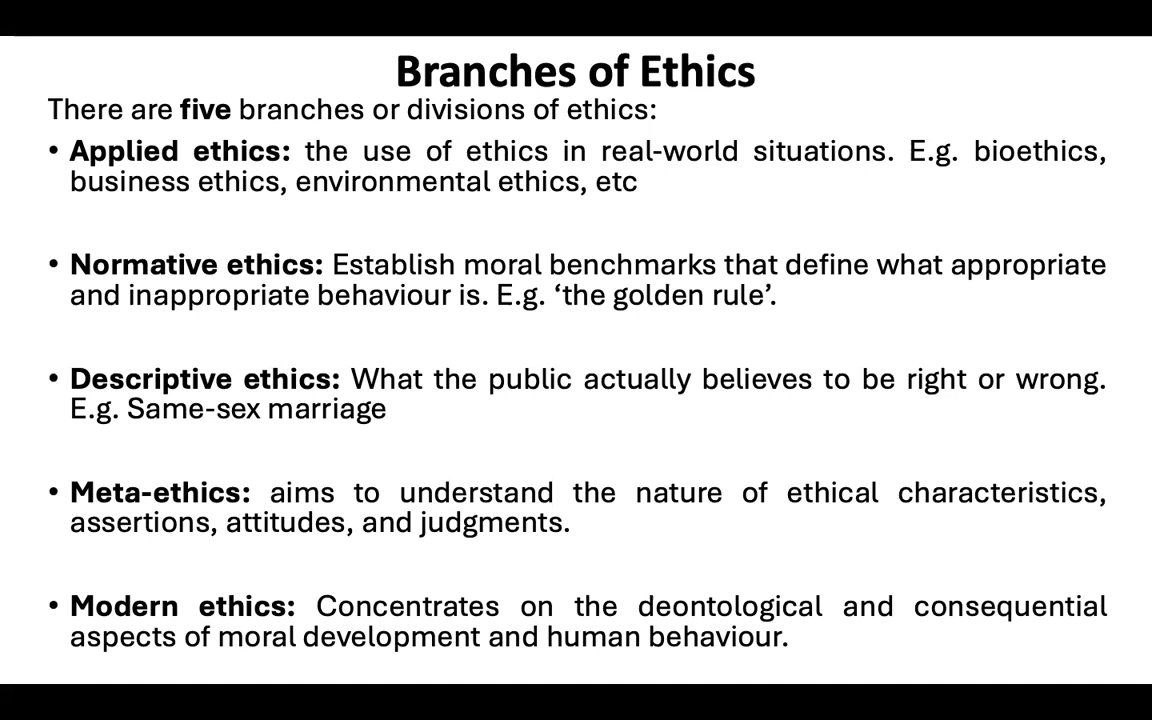 Branches of Ethics
There are five branches or divisions of ethics:
• Applied ethics: the use of ethics in real-world situations. E.g. bioethics,
business ethics, environmental ethics, etc
• Normative ethics: Establish moral benchmarks that define what appropriate
and inappropriate behaviour is. E.g. ‘the golden rule’.
• Descriptive ethics: What the public actually believes to be right or wrong.
E.g. Same-sex marriage
• Meta-ethics: aims to understand the nature of ethical characteristics,
assertions, attitudes, and judgments.
• Modern ethics: Concentrates on the deontological and consequential
aspects of moral development and human behaviour.